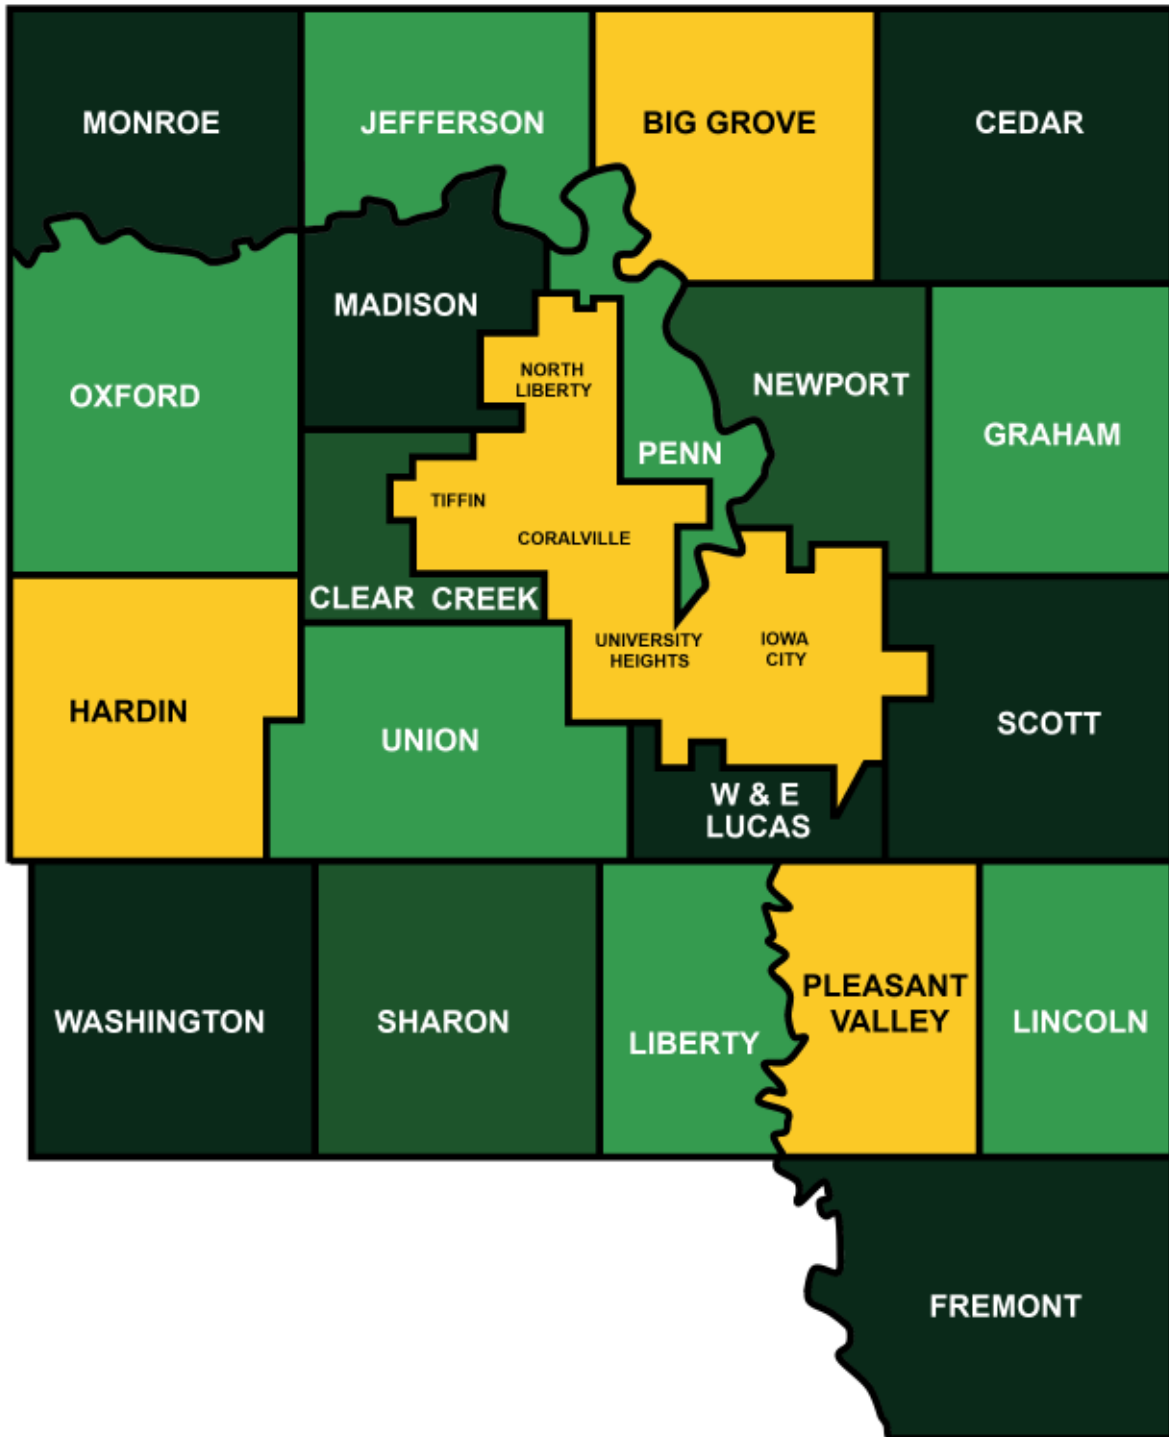 MONROE
JEFFERSON
BIG GROVE
CEDAR
MADISON
NORTH
LIBERTY
NEWPORT
OXFORD
GRAHAM
PENN
TIFFIN
CORALVILLE
CLEAR CREEK
UNIVERSITY
HEIGHTS
IOWA
CITY
HARDIN
UNION
SCOTT
W & E
LUCAS
WASHINGTON
SHARON
LIBERTY
PLEASANT
VALLEY
LINCOLN
FREMONT